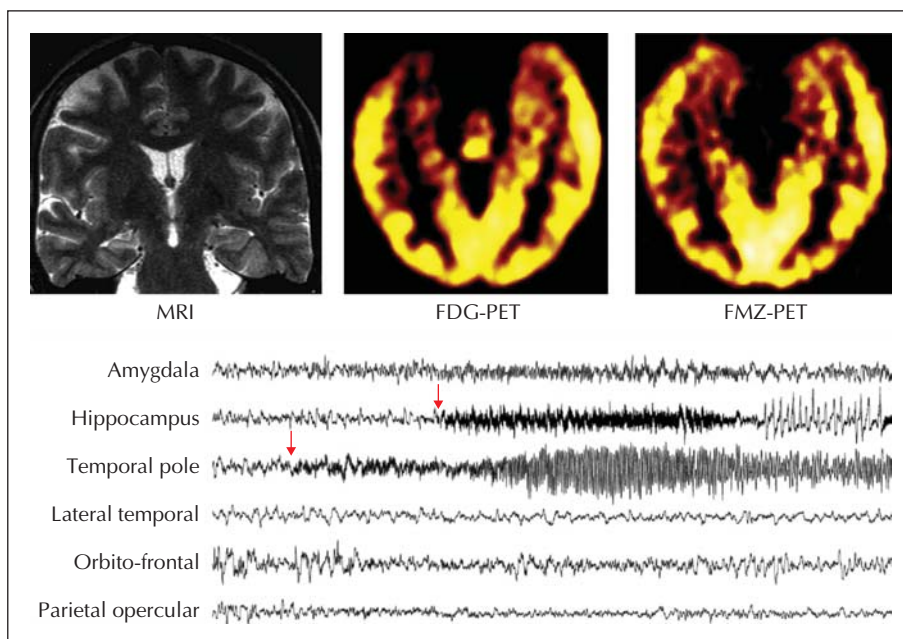 MRI
FDG-PET
FMZ-PET
Amygdala
Hippocampus
Temporal pole
Lateral temporal
Orbito-frontal
Parietal opercular